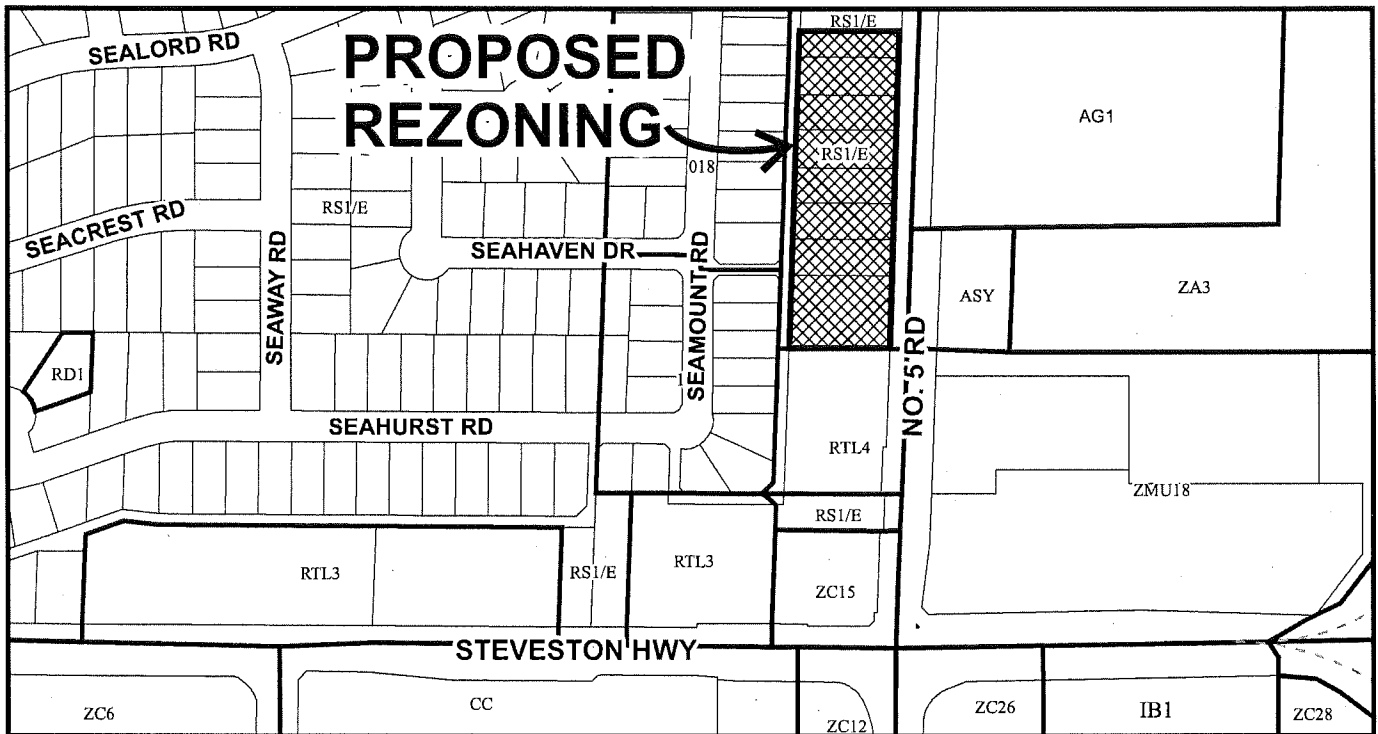 SEALORD RD
PROPOSED
REZONING
RS1/E
RS1/E
AG1
018
SEACREST RD
RS1/E
SEAWAY RD
SEAHAVEN DR
SEAMOUNT RD
ASY
ZA3
NO. 5 RD
RD1
1
SEAHURST RD
RTL4
ZMU18
RS1/E
RTL3
RS1/E
RTL3
ZC15
STEVESTON HWY
ZC6
CC
ZC12
ZC26
IB1
ZC28